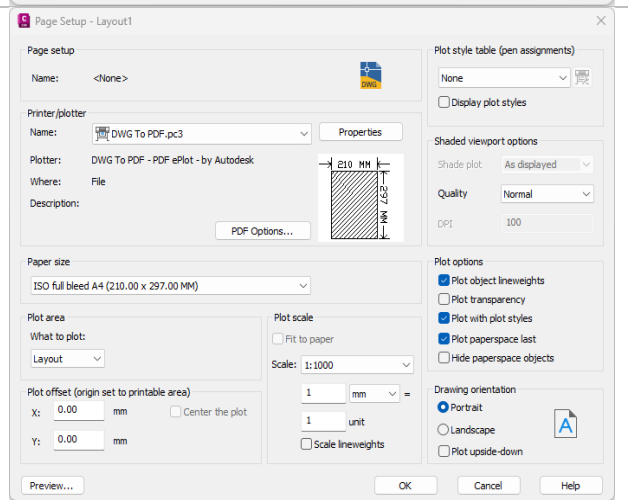 Page Setup - Layout1
Page setup
Name: <None>
DWG
Plot style table (pen assignments)
None
Display plot styles
Printer/plotter
Name: DWG To PDF.pc3 Properties
Plotter: DWG To PDF - PDF ePlot - by Autodesk
Where: File
Description:
PDF Options...
210 MM
297 MM
Shaded viewport options
Shade plot As displayed
Quality Normal
DPI 100
Paper size
ISO full bleed A4 (210.00 x 297.00 MM)
Plot options
Plot object lineweights
Plot transparency
Plot with plot styles
Plot paperspace last
Hide paperspace objects
Plot area
What to plot:
Layout
Plot scale
Fit to paper
Scale: 1:1000
1 mm =
1 unit
Scale lineweights
Plot offset (origin set to printable area)
X: 0.00 mm Center the plot
Y: 0.00 mm
Drawing orientation
Portrait
Landscape
Plot upside-down
A
Preview... OK Cancel Help